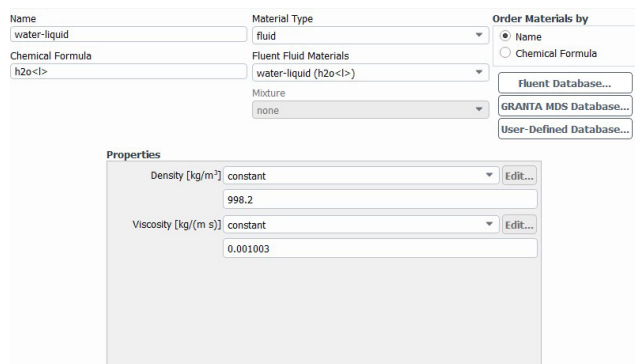 Name
water-liquid
Chemical Formula
h2o<l>
Material Type
fluid
Fluent Fluid Materials
water-liquid (h2o<l>)
Mixture
none
Order Materials by
Name
Chemical Formula
Fluent Database...
GRANTA MDS Database...
User-Defined Database...
Properties
Density [kg/m³] constant Edit...
998.2
Viscosity [kg/(m s)] constant Edit...
0.001003